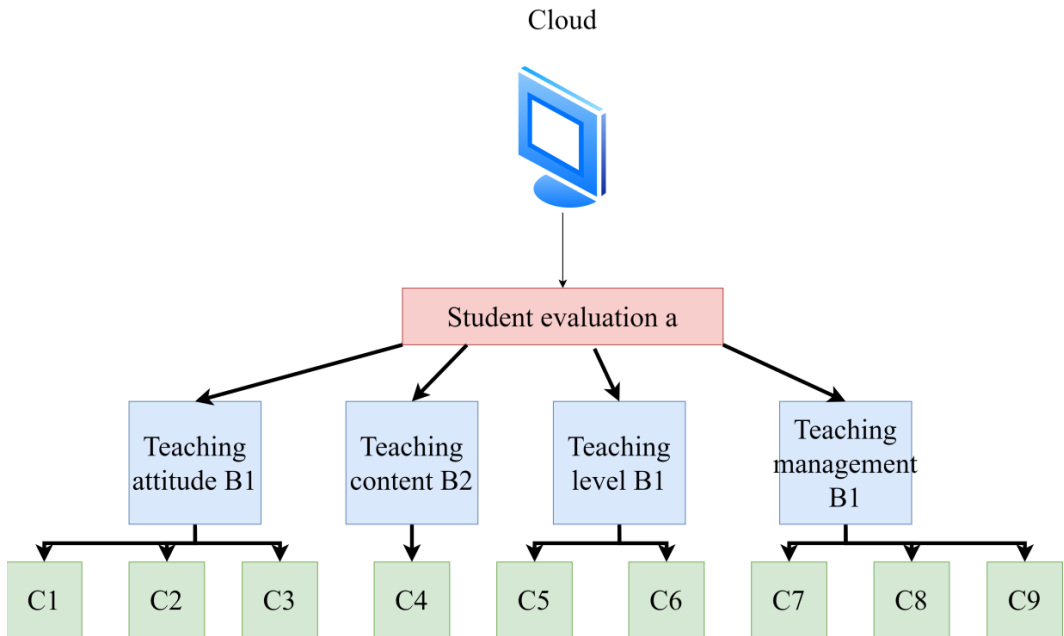 Cloud
Student evaluation a
Teaching
attitude B1
Teaching
content B2
Teaching
level B1
Teaching
management
B1
C1
C2
C3
C4
C5
C6
C7
C8
C9